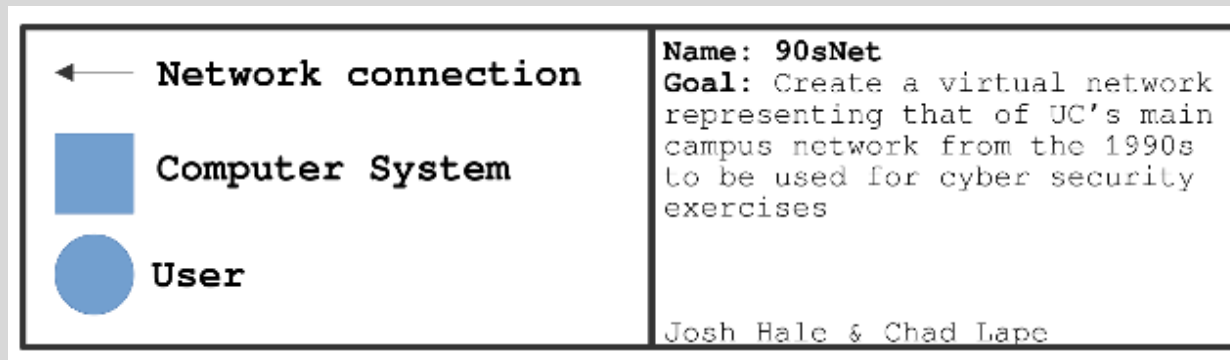 Network connection
Computer System
User
Name: 90sNet
Goal: Create a virtual network
representing that of UC's main
campus network from the 1990s
to be used for cyber security
exercises
Josh Hale & Chad Lape